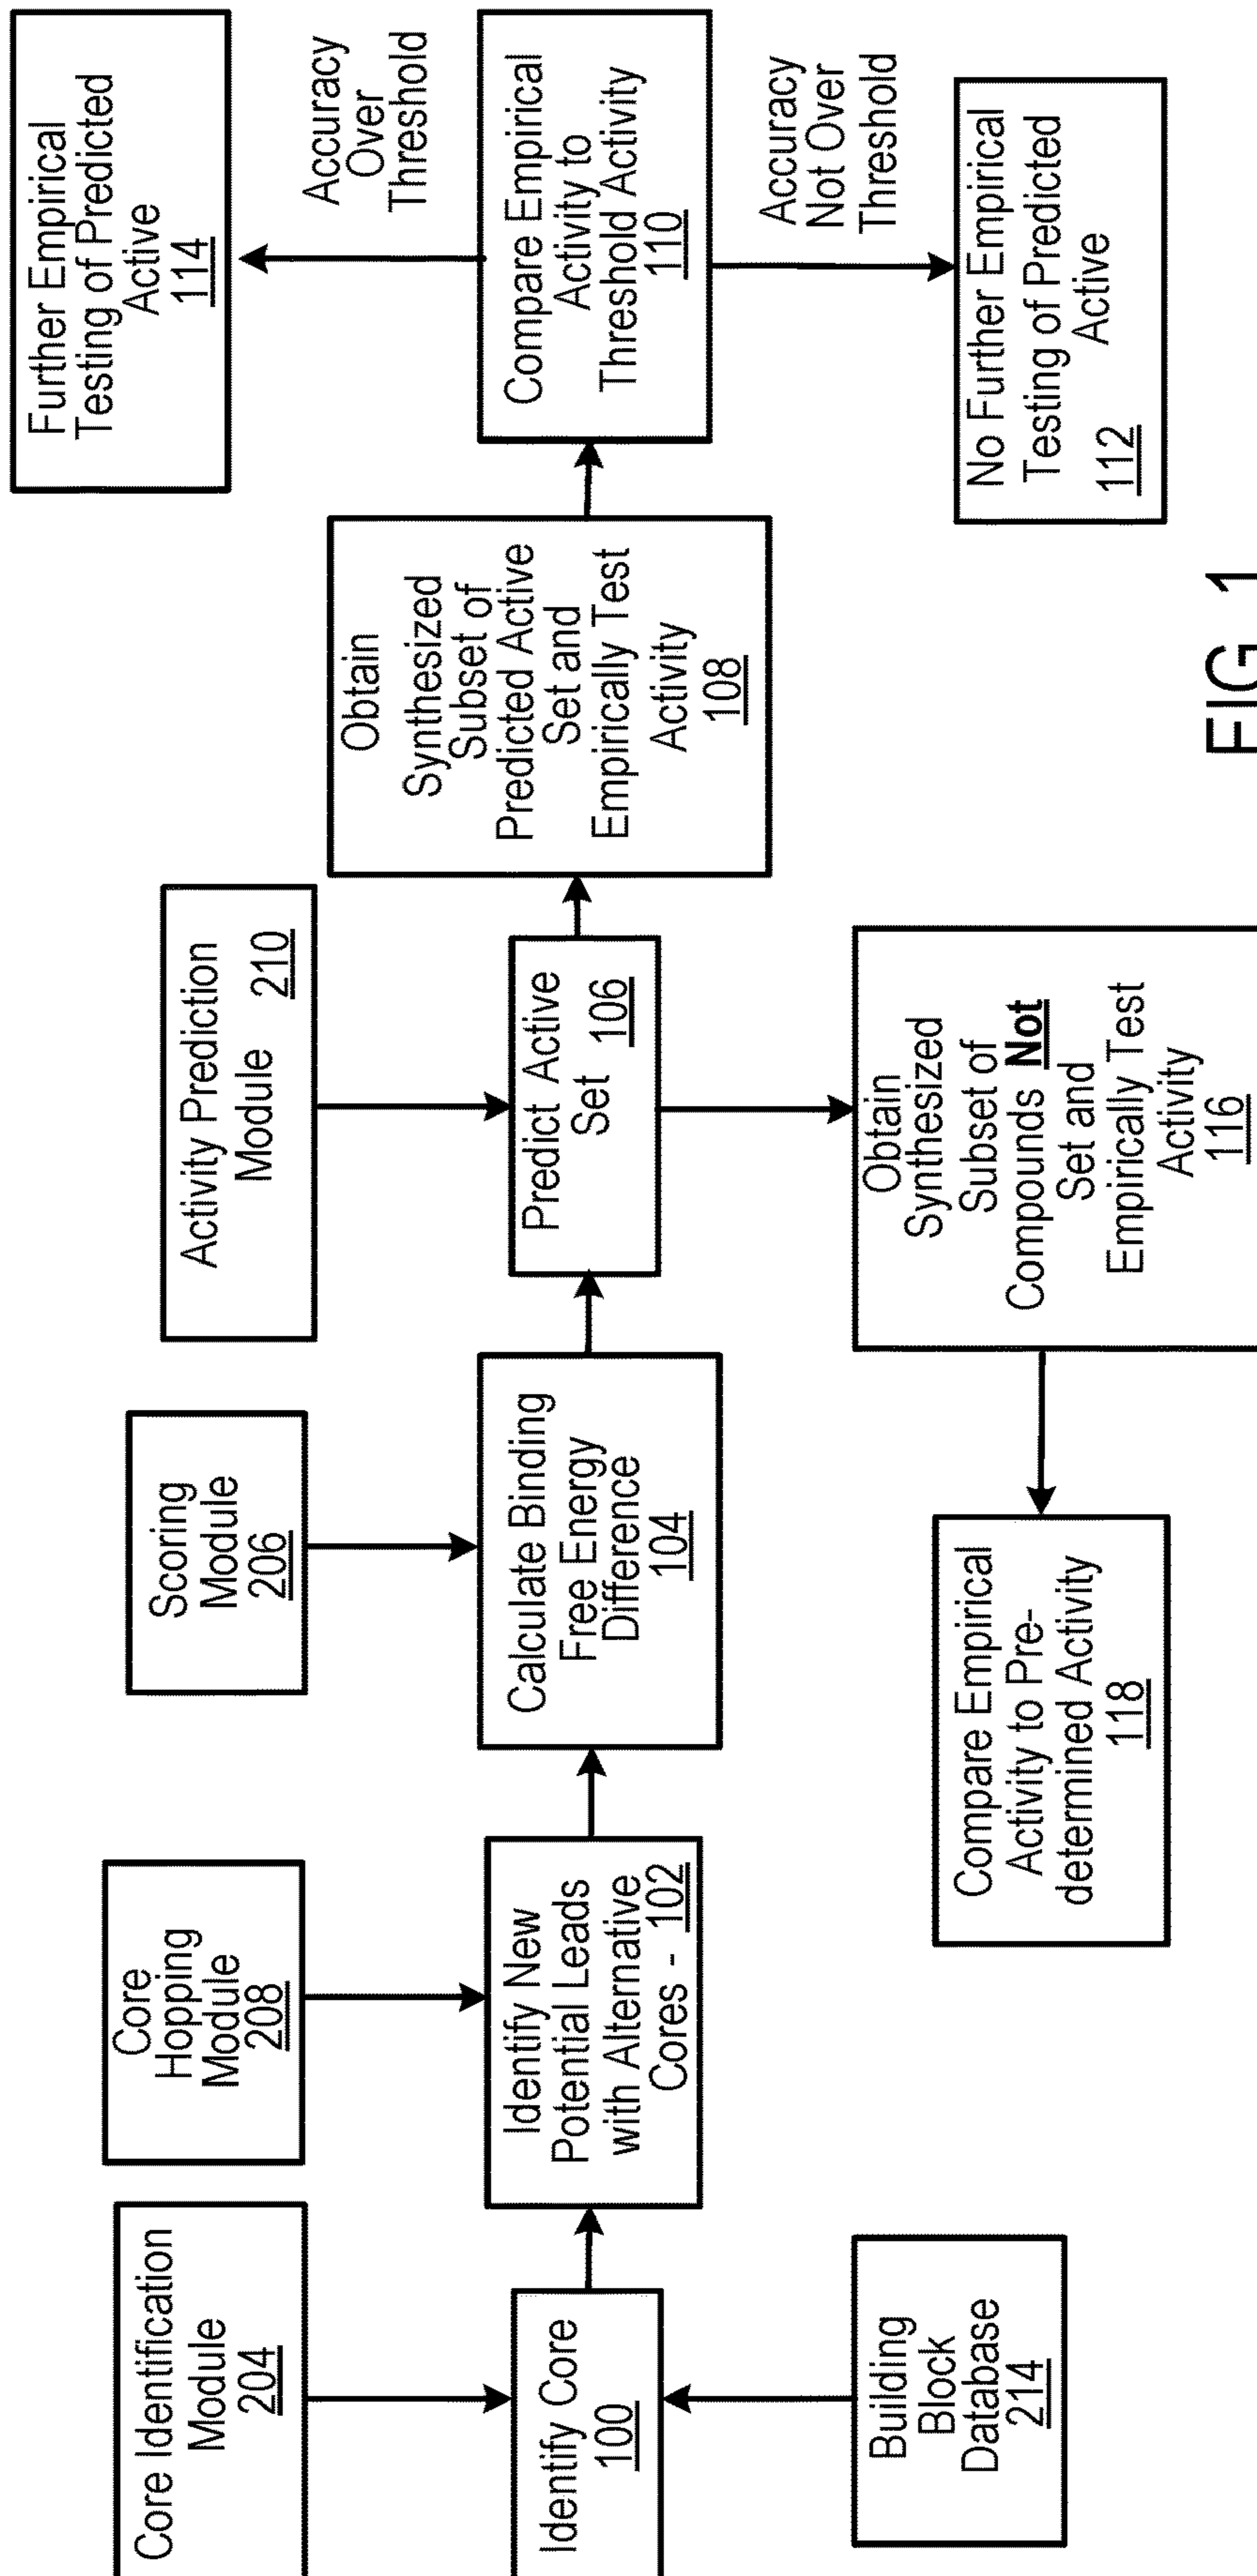 Core Identification
Module
204
Core
Hopping
Module
208
Scoring
Module
206
Activity Prediction
Module 210
Further Empirical
Testing of Predicted
Active
114
Accuracy
Over
Threshold
Identify Core
100
Identify New
Potential Leads
with Alternative
Cores - 102
Calculate Binding
Free Energy
Difference
104
Predict Active
Set 106
Obtain
Synthesized
Subset of
Predicted Active
Set and
Empirically Test
Activity
108
Compare Empirical
Activity to
Threshold Activity
110
Accuracy
Not Over
Threshold
Building
Block
Database
214
Compare Empirical
Activity to Pre-
determined Activity
118
Obtain
Synthesized
Subset of
Compounds Not
Set and
Empirically Test
Activity
116
No Further Empirical
Testing of Predicted
Active
112
FIG 1